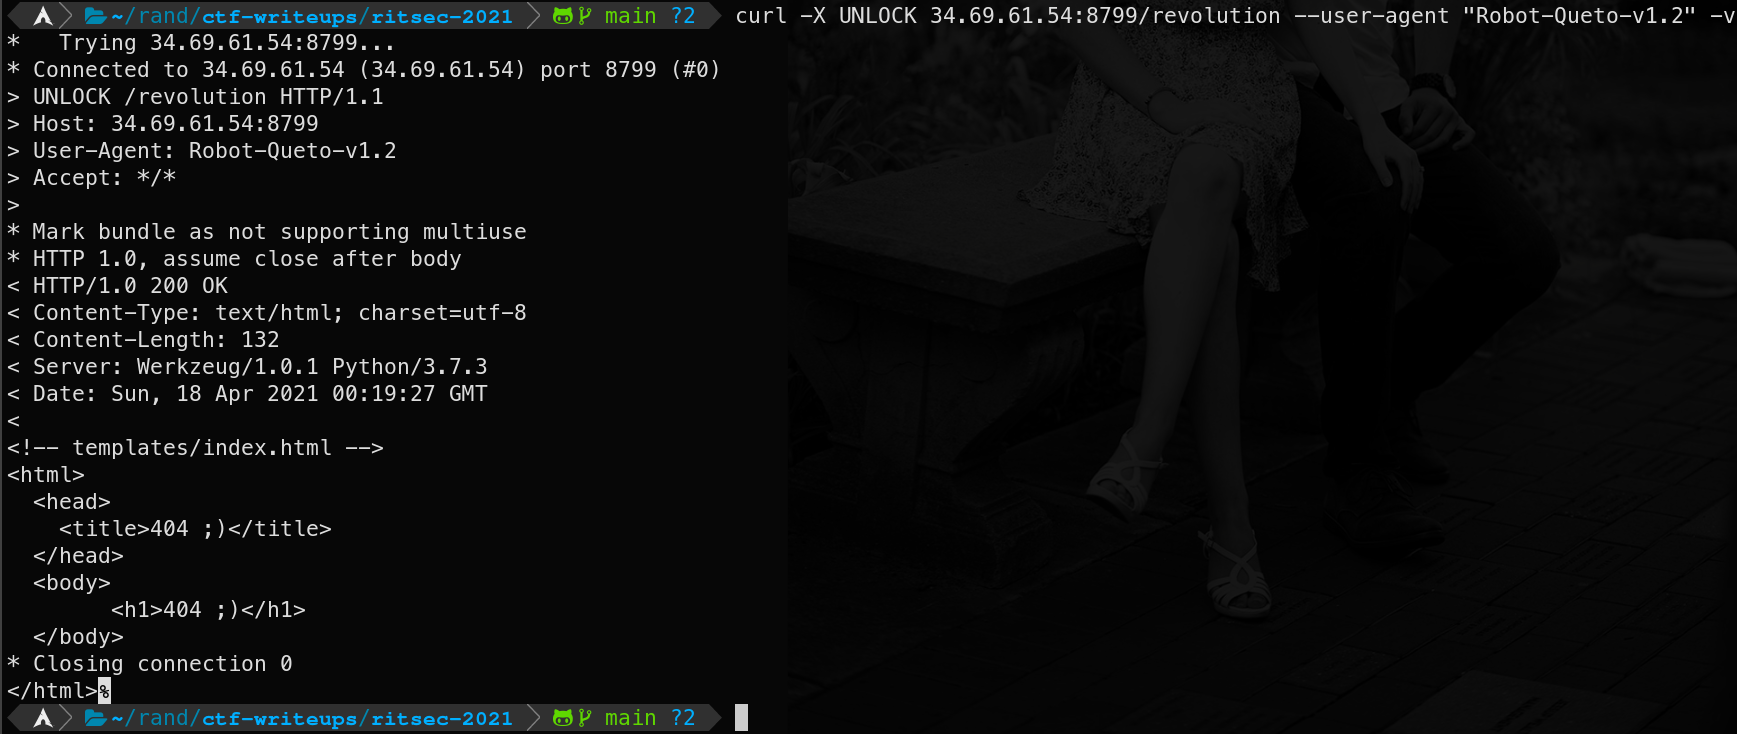 ~/rand/ctf-writeups/ritsec-2021 main ?2 curl -X UNLOCK 34.69.61.54:8799/revolution --user-agent "Robot-Queto-v1.2" -v
*   Trying 34.69.61.54:8799...
* Connected to 34.69.61.54 (34.69.61.54) port 8799 (#0)
> UNLOCK /revolution HTTP/1.1
> Host: 34.69.61.54:8799
> User-Agent: Robot-Queto-v1.2
> Accept: */*
>
* Mark bundle as not supporting multiuse
* HTTP 1.0, assume close after body
< HTTP/1.0 200 OK
< Content-Type: text/html; charset=utf-8
< Content-Length: 132
< Server: Werkzeug/1.0.1 Python/3.7.3
< Date: Sun, 18 Apr 2021 00:19:27 GMT
<
<!-- templates/index.html -->
<html>
  <head>
    <title>404 ;)</title>
  </head>
  <body>
        <h1>404 ;)</h1>
  </body>
* Closing connection 0
</html>%
~/rand/ctf-writeups/ritsec-2021 main ?2